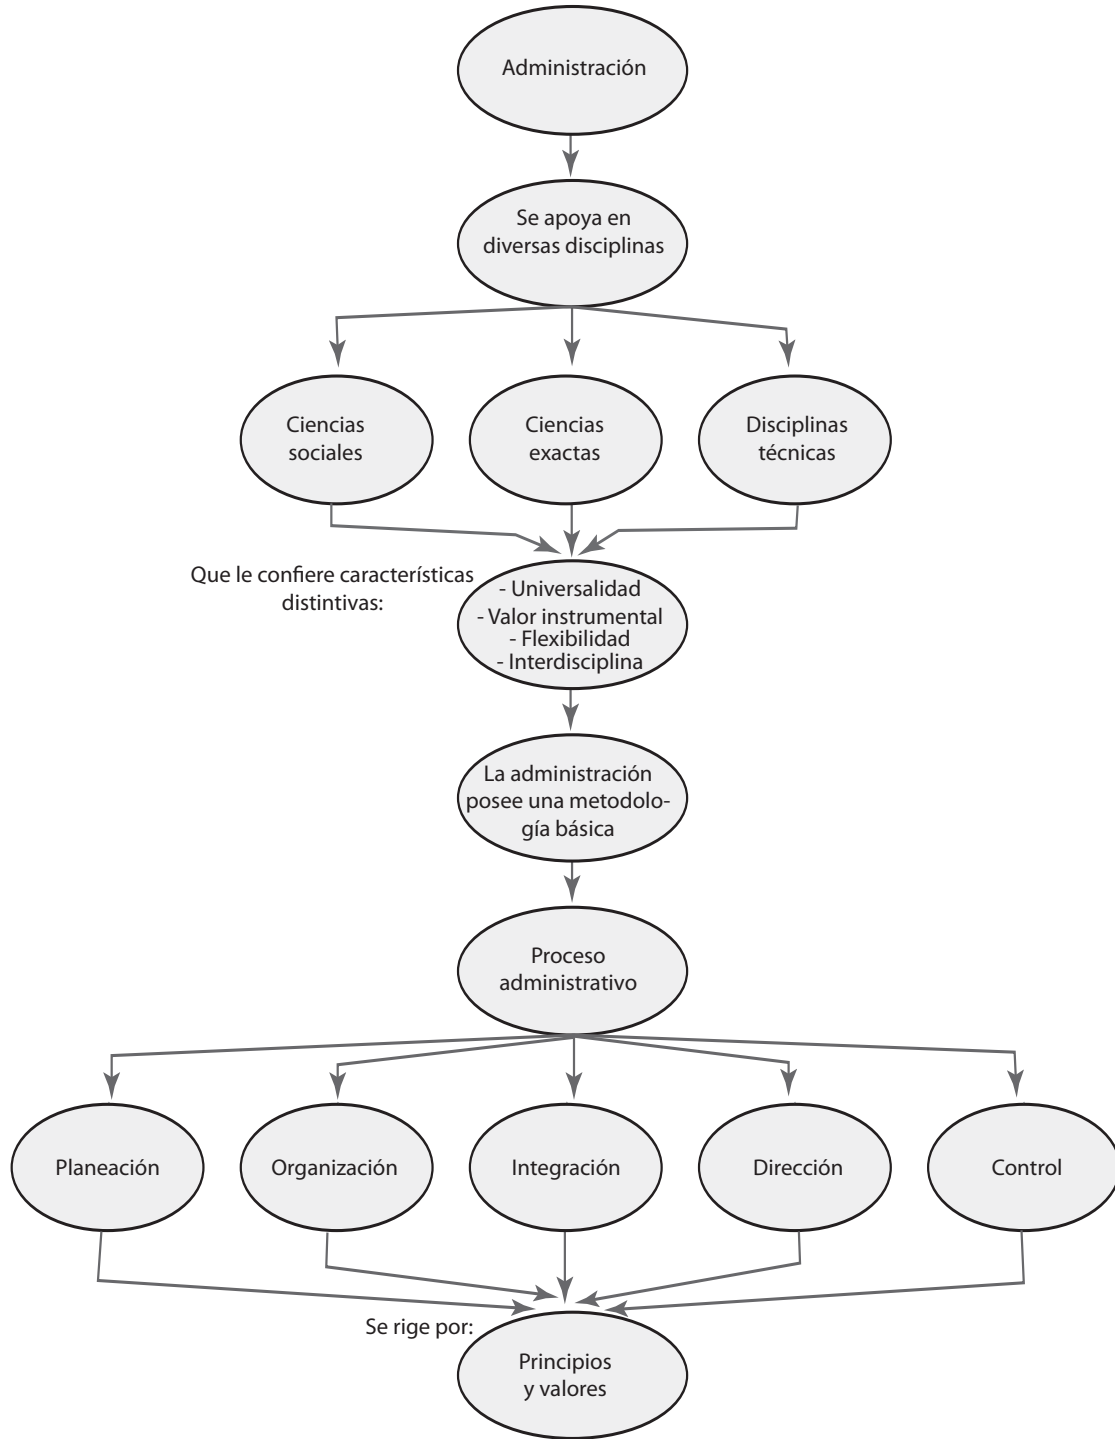 Administración
Se apoya en
diversas disciplinas
Ciencias
sociales
Ciencias
exactas
Disciplinas
técnicas
Que le confiere características
distintivas:
- Universalidad
- Valor instrumental
- Flexibilidad
- Interdisciplina
La administración
posee una metodolo-
gía básica
Proceso
administrativo
Planeación
Organización
Integración
Dirección
Control
Se rige por:
Principios
y valores